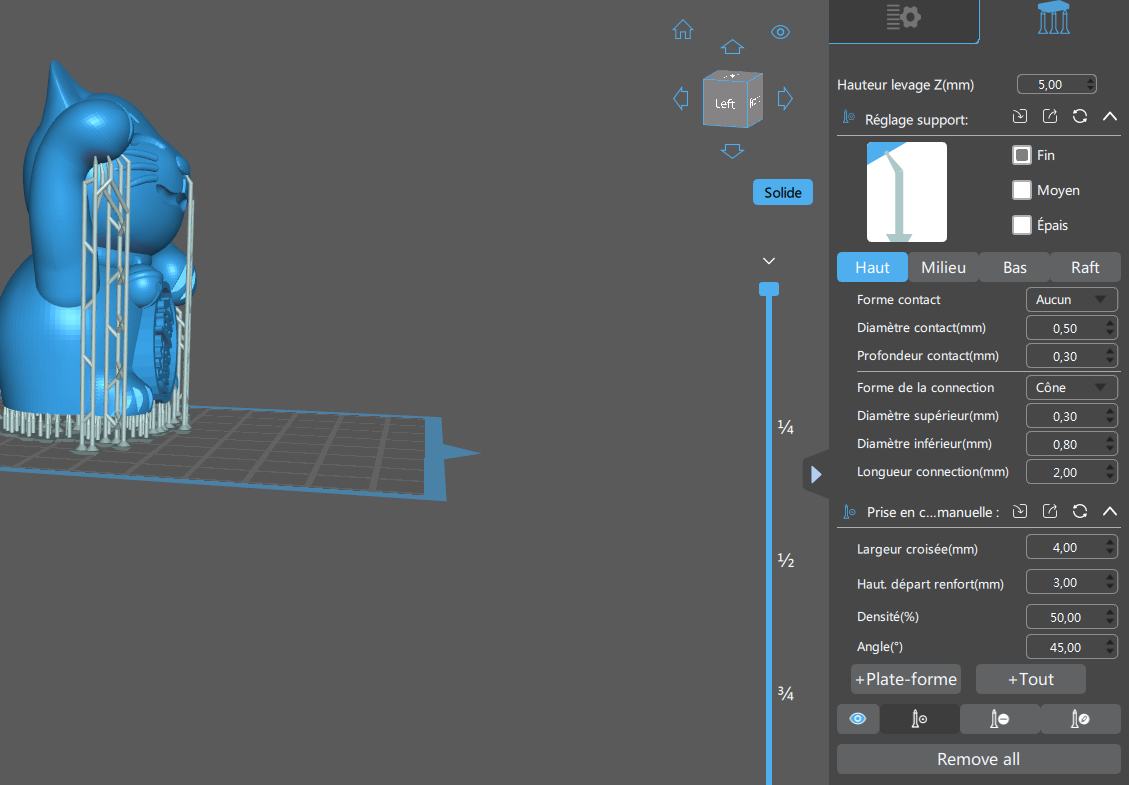 Left
Solide
¼
½
¾
Hauteur levage Z(mm) 5,00
Réglage support:
Fin
Moyen
Épais
Haut Milieu Bas Raft
Forme contact Aucun
Diamètre contact(mm) 0,50
Profondeur contact(mm) 0,30
Forme de la connection Cône
Diamètre supérieur(mm) 0,30
Diamètre inférieur(mm) 0,80
Longueur connection(mm) 2,00
Prise en c...manuelle :
Largeur croisée(mm) 4,00
Haut. départ renfort(mm) 3,00
Densité(%) 50,00
Angle(°) 45,00
+Plate-forme +Tout
Remove all